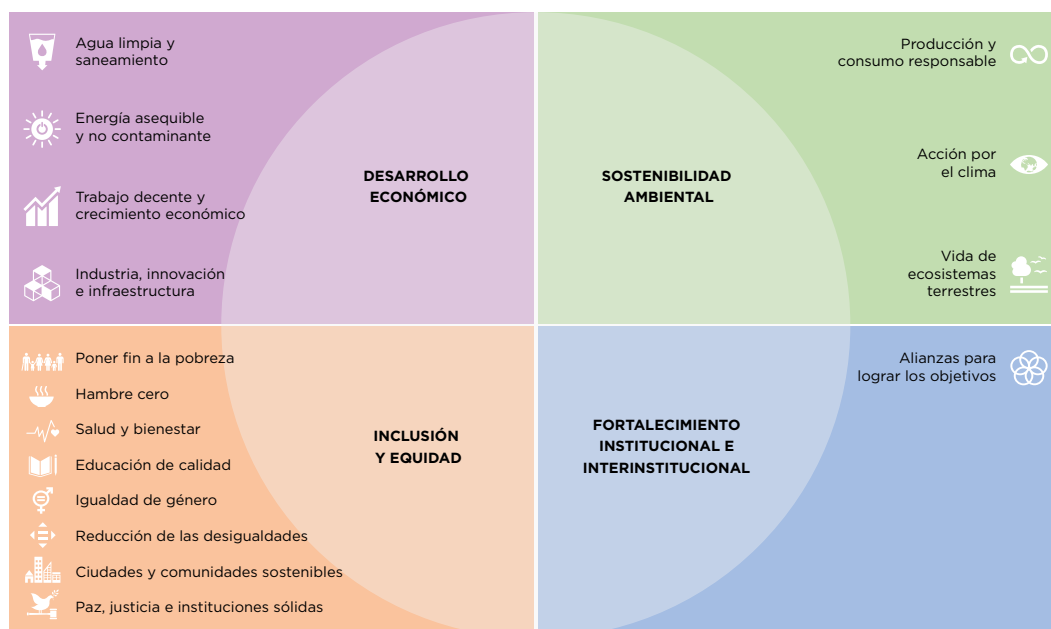 Agua limpia y
saneamiento
Energía asequible
y no contaminante
Trabajo decente y
crecimiento económico
Industria, innovación
e infraestructura
DESARROLLO
ECONÓMICO
SOSTENIBILIDAD
AMBIENTAL
Producción y
consumo responsable
Acción por
el clima
Vida de
ecosistemas
terrestres
Poner fin a la pobreza
Hambre cero
Salud y bienestar
Educación de calidad
Igualdad de género
Reducción de las desigualdades
Ciudades y comunidades sostenibles
Paz, justicia e instituciones sólidas
INCLUSIÓN
Y EQUIDAD
FORTALECIMIENTO
INSTITUCIONAL E
INTERINSTITUCIONAL
Alianzas para
lograr los objetivos